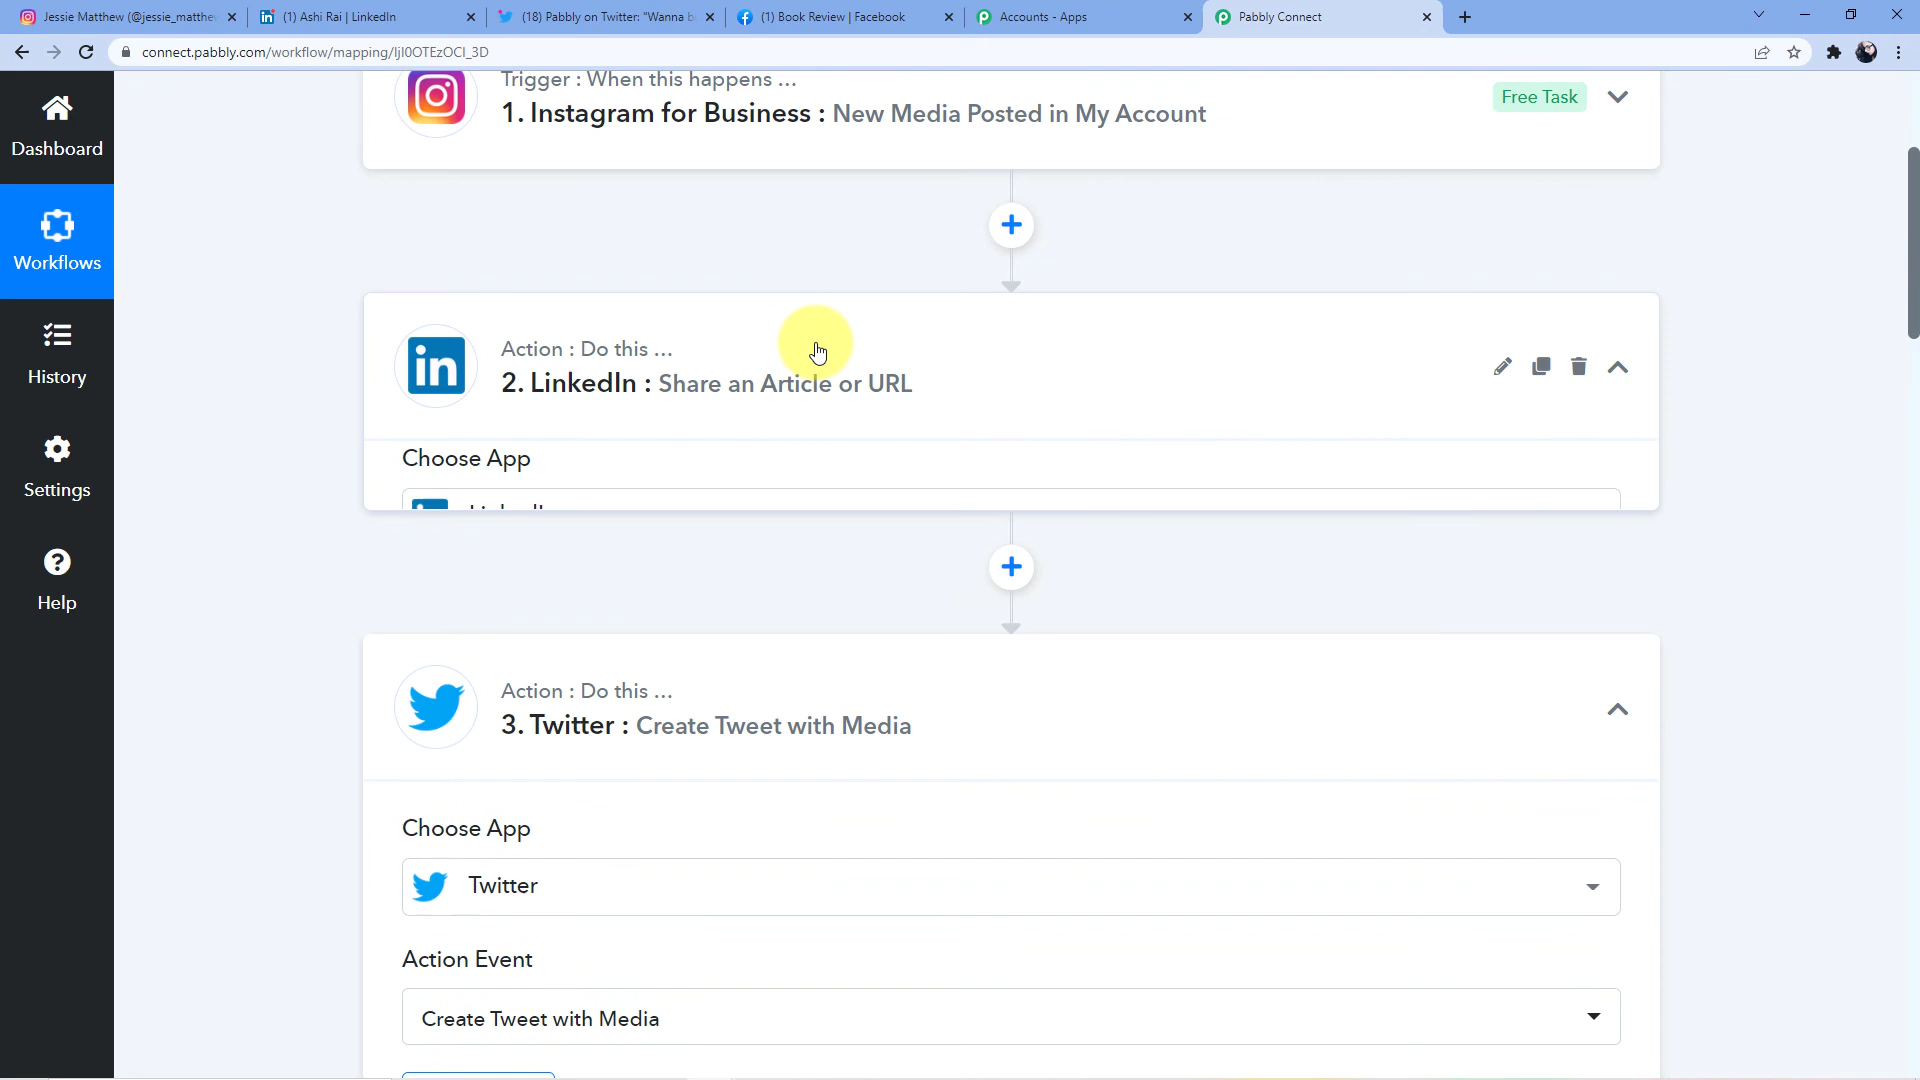 Jessie Matthew (@jessie_matthew
(1) Ashi Rai | LinkedIn
(18) Pabbly on Twitter: "Wanna b
(1) Book Review | Facebook
Accounts - Apps
Pabbly Connect
connect.pabbly.com/workflow/mapping/IjI0OTEzOCI_3D
Dashboard
Workflows
History
Settings
Help
Trigger : When this happens ...
1. Instagram for Business : New Media Posted in My Account
Free Task
Action : Do this ...
2. LinkedIn : Share an Article or URL
Choose App
LinkedIn
Action : Do this ...
3. Twitter : Create Tweet with Media
Choose App
Twitter
Action Event
Create Tweet with Media